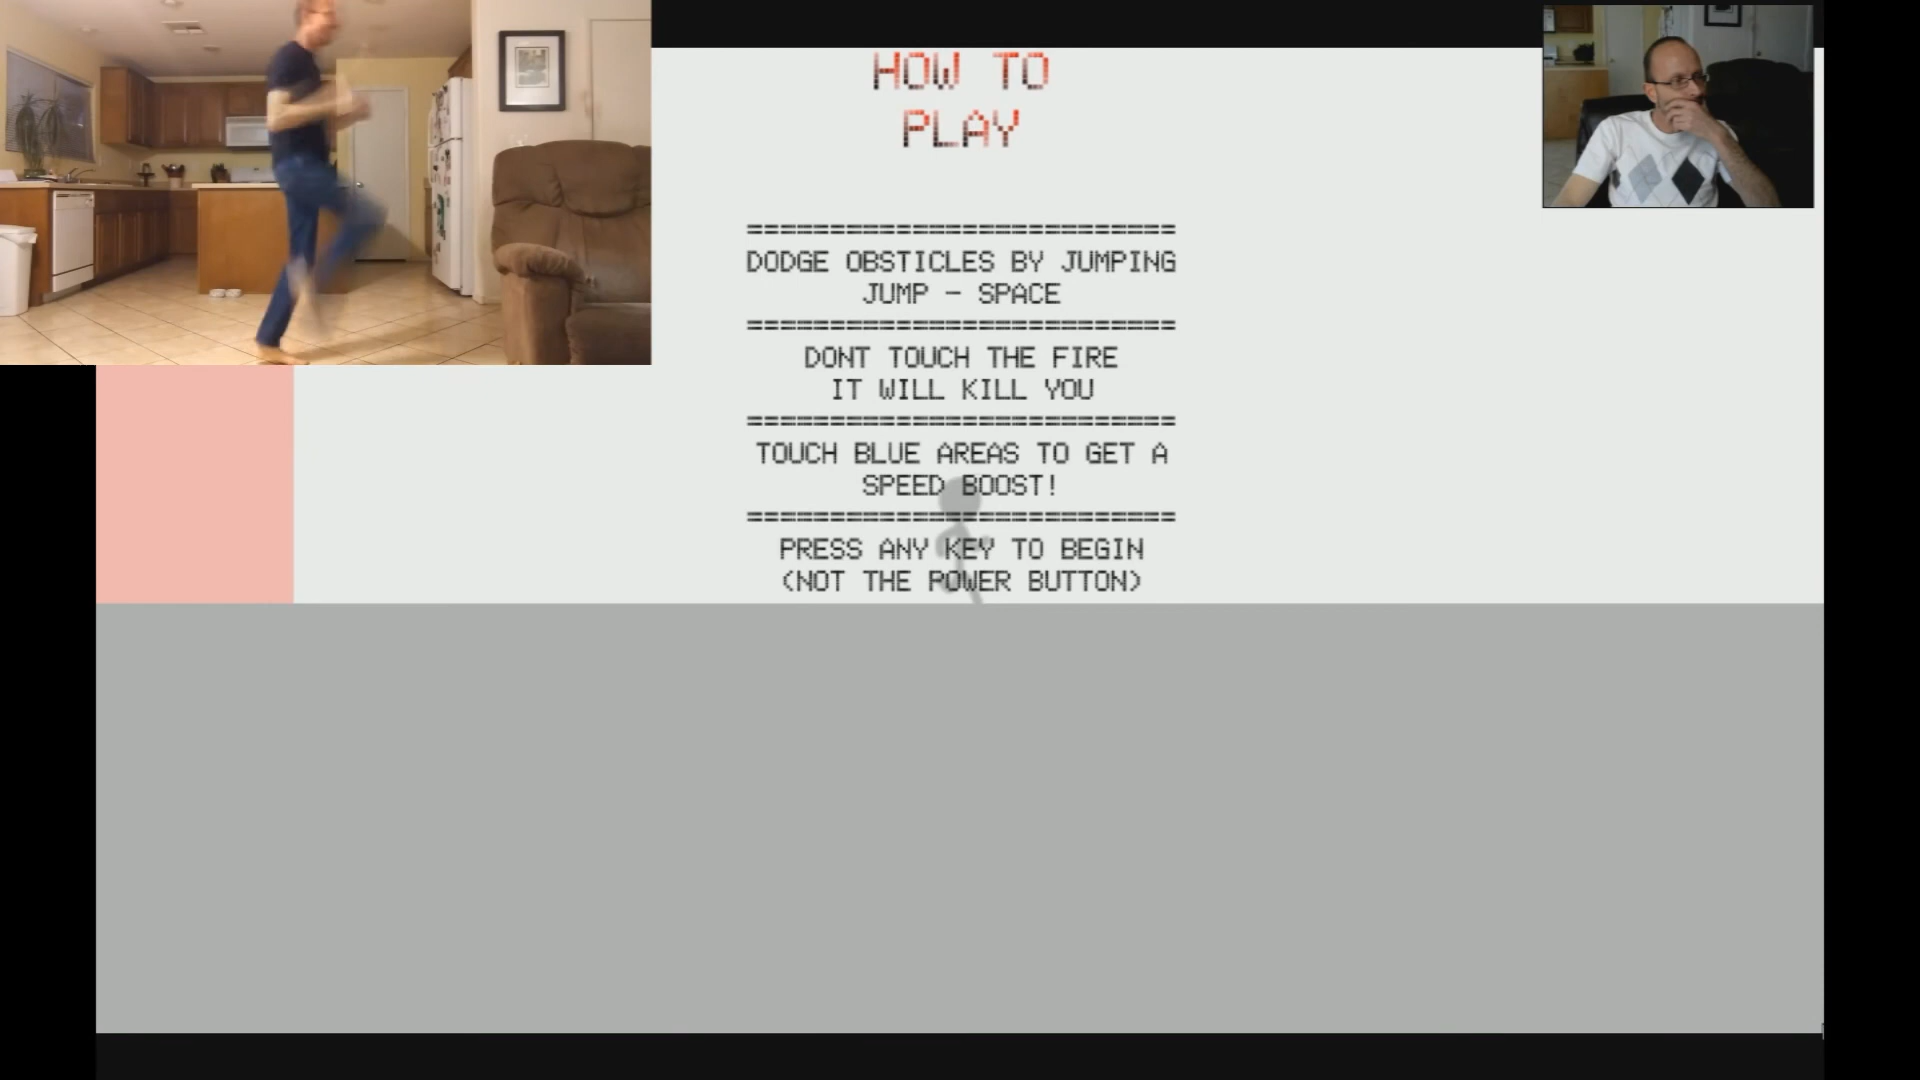 HOW TO
PLAY
==========================
DODGE OBSTICLES BY JUMPING
JUMP - SPACE
==========================
DONT TOUCH THE FIRE
IT WILL KILL YOU
==========================
TOUCH BLUE AREAS TO GET A
SPEED BOOST!
==========================
PRESS ANY KEY TO BEGIN
(NOT THE POWER BUTTON)